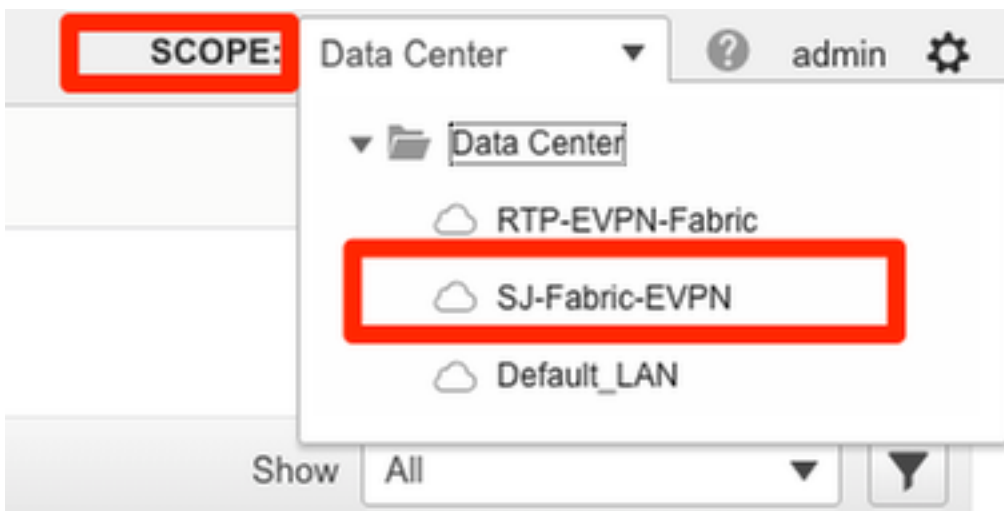 SCOPE: Data Center ? admin
Data Center
RTP-EVPN-Fabric
SJ-Fabric-EVPN
Default_LAN
Show All